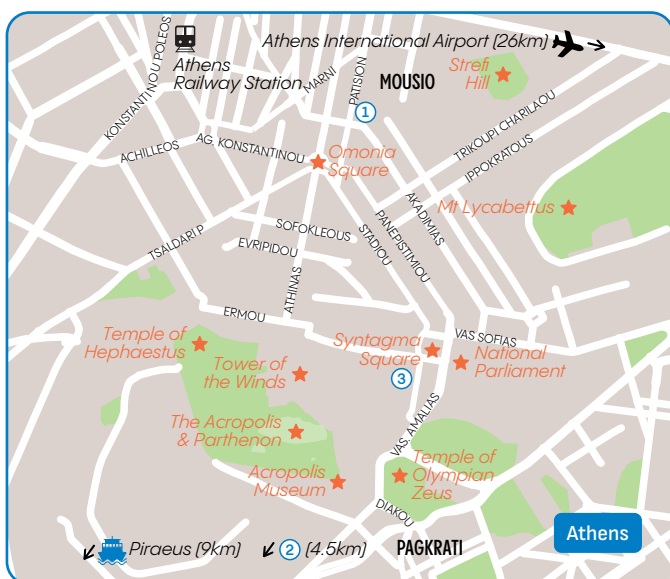 KONSTANTINOU POLEOS
Athens
Railway Station
Athens International Airport (26km)
MARNI
PATISION
MOUSIO
Strefi
Hill
1
ACHILLEOS
AG. KONSTANTINOU
Omonia
Square
TRIKOUPI CHARILAOU
IPPOKRATOUS
Mt Lycabettus
AKADIMIAS
PANEPISTIMIOU
STADIOU
TSALDARI P
SOFOKLEOUS
EVRIPIDOU
ATHINAS
ERMOU
Temple of
Hephaestus
Tower of
the Winds
Syntagma
Square
VAS SOFIAS
National
Parliament
3
The Acropolis
& Parthenon
VAS. AMALIAS
Acropolis
Museum
Temple of
Olympian
Zeus
DIAKOU
Piraeus (9km)
2 (4.5km)
PAGKRATI
Athens